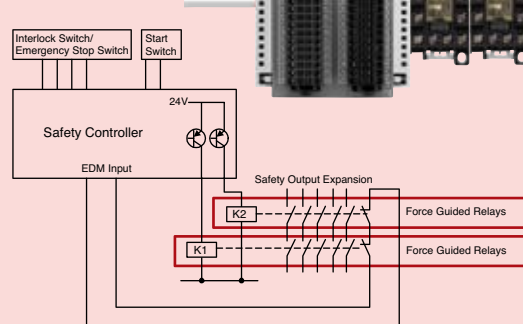 Interlock Switch/
Emergency Stop Switch
Start
Switch
24V
Safety Controller
EDM Input
Safety Output Expansion
K2
Force Guided Relays
K1
Force Guided Relays